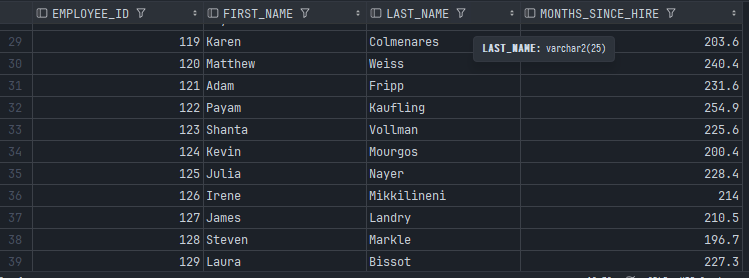 EMPLOYEE_ID FIRST_NAME LAST_NAME MONTHS_SINCE_HIRE
29 119 Karen Colmenares 203.6
LAST_NAME: varchar2(25)
30 120 Matthew Weiss 240.4
31 121 Adam Fripp 231.6
32 122 Payam Kaufling 254.9
33 123 Shanta Vollman 225.6
34 124 Kevin Mourgos 200.4
35 125 Julia Nayer 228.4
36 126 Irene Mikkilineni 214
37 127 James Landry 210.5
38 128 Steven Markle 196.7
39 129 Laura Bissot 227.3